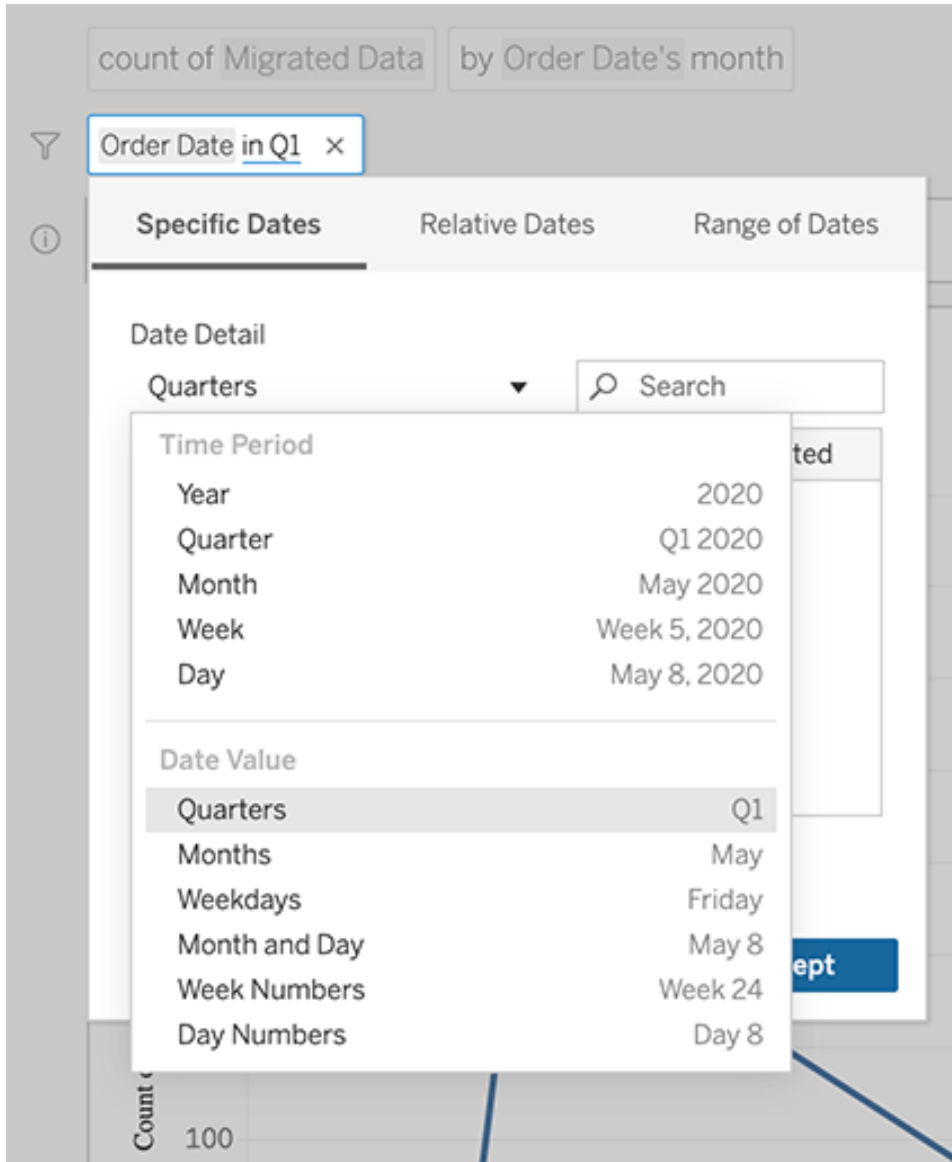 count of Migrated Data by Order Date's month
Order Date in Q1 ×
Specific Dates Relative Dates Range of Dates
Date Detail
Quarters Search
Time Period
Year 2020
Quarter Q1 2020
Month May 2020
Week Week 5, 2020
Day May 8, 2020
Date Value
Quarters Q1
Months May
Weekdays Friday
Month and Day May 8
Week Numbers Week 24
Day Numbers Day 8
Count
100